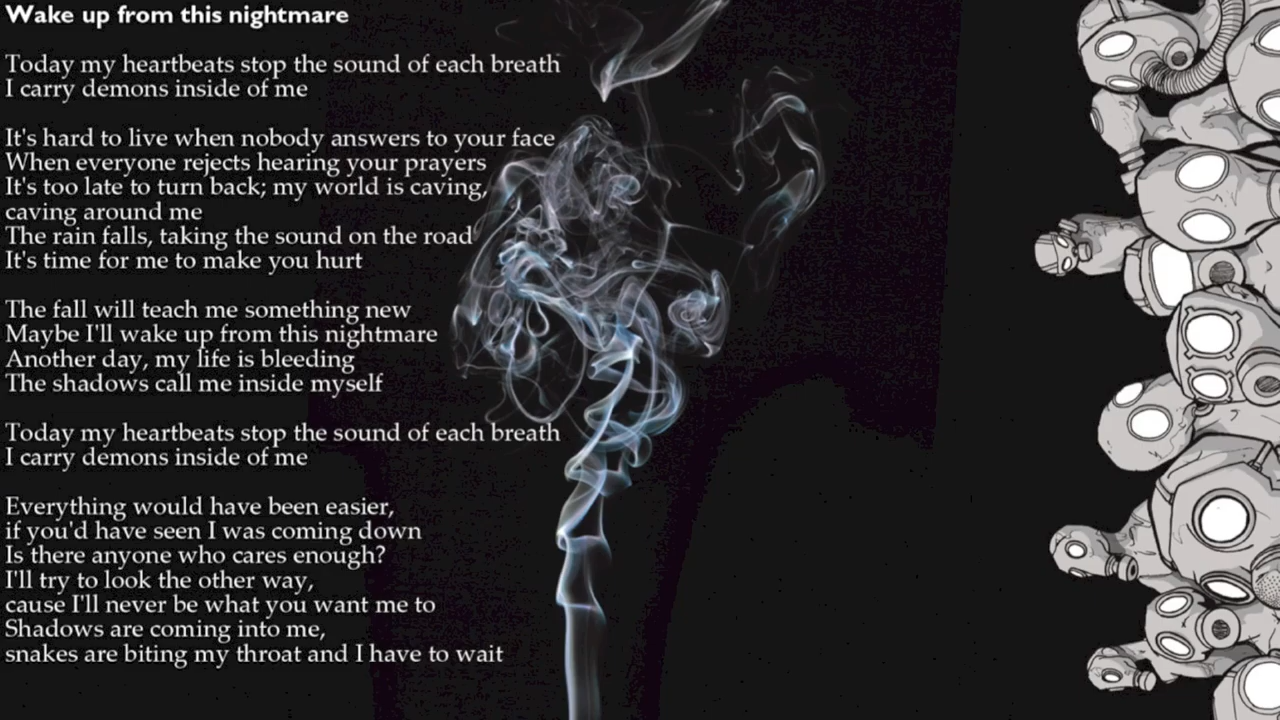 Wake up from this nightmare
Today my heartbeats stop the sound of each breath
I carry demons inside of me
It's hard to live when nobody answers to your face
When everyone rejects hearing your prayers
It's too late to turn back; my world is caving,
caving around me
The rain falls, taking the sound on the road
It's time for me to make you hurt
The fall will teach me something new
Maybe I'll wake up from this nightmare
Another day, my life is bleeding
The shadows call me inside myself
Today my heartbeats stop the sound of each breath
I carry demons inside of me
Everything would have been easier,
if you'd have seen I was coming down
Is there anyone who cares enough?
I'll try to look the other way,
cause I'll never be what you want me to
Shadows are coming into me,
snakes are biting my throat and I have to wait